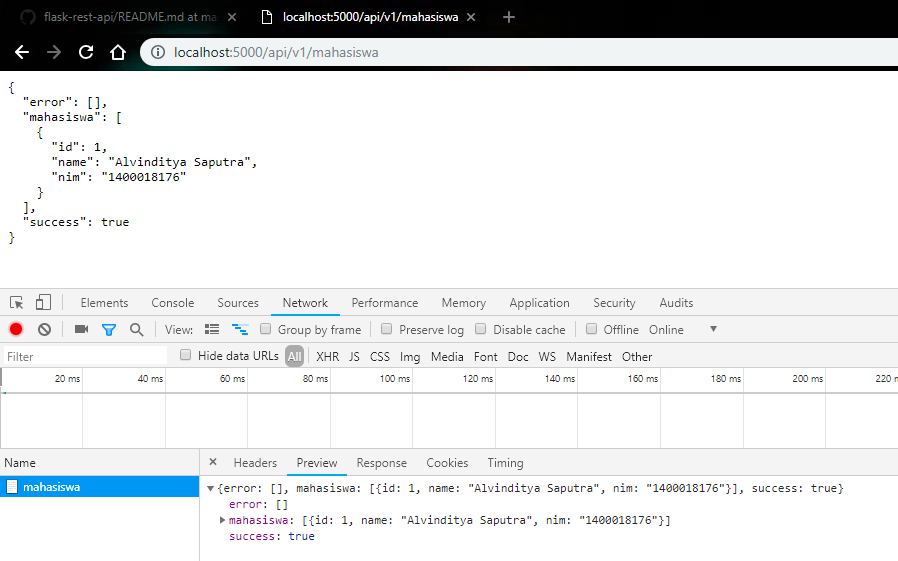 flask-rest-api/README.md at ma
localhost:5000/api/v1/mahasiswa
localhost:5000/api/v1/mahasiswa
{
  "error": [],
  "mahasiswa": [
    {
      "id": 1,
      "name": "Alvinditya Saputra",
      "nim": "1400018176"
    }
  ],
  "success": true
}
Elements Console Sources Network Performance Memory Application Security Audits
View: Group by frame Preserve log Disable cache Offline Online
Filter Hide data URLs All XHR JS CSS Img Media Font Doc WS Manifest Other
20 ms 40 ms 60 ms 80 ms 100 ms 120 ms 140 ms 160 ms 180 ms 200 ms 220 m
Name Headers Preview Response Cookies Timing
mahasiswa
{error: [], mahasiswa: [{id: 1, name: "Alvinditya Saputra", nim: "1400018176"}], success: true}
error: []
mahasiswa: [{id: 1, name: "Alvinditya Saputra", nim: "1400018176"}]
success: true